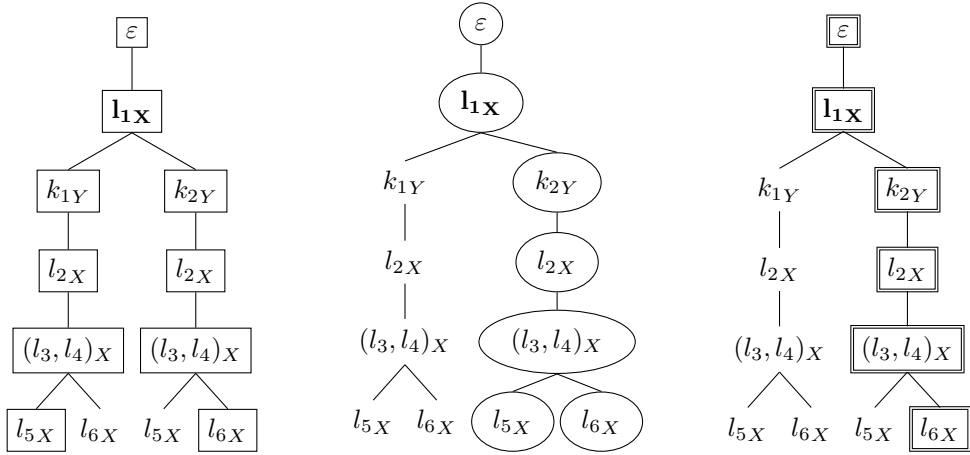 ε ε ε
l₁X l₁X l₁X
k₁Y k₂Y k₁Y k₂Y k₁Y k₂Y
l₂X l₂X l₂X l₂X l₂X l₂X
(l₃, l₄)X (l₃, l₄)X (l₃, l₄)X (l₃, l₄)X (l₃, l₄)X (l₃, l₄)X
l₅X l₆X l₅X l₆X l₅X l₆X l₅X l₆X l₅X l₆X l₅X l₆X